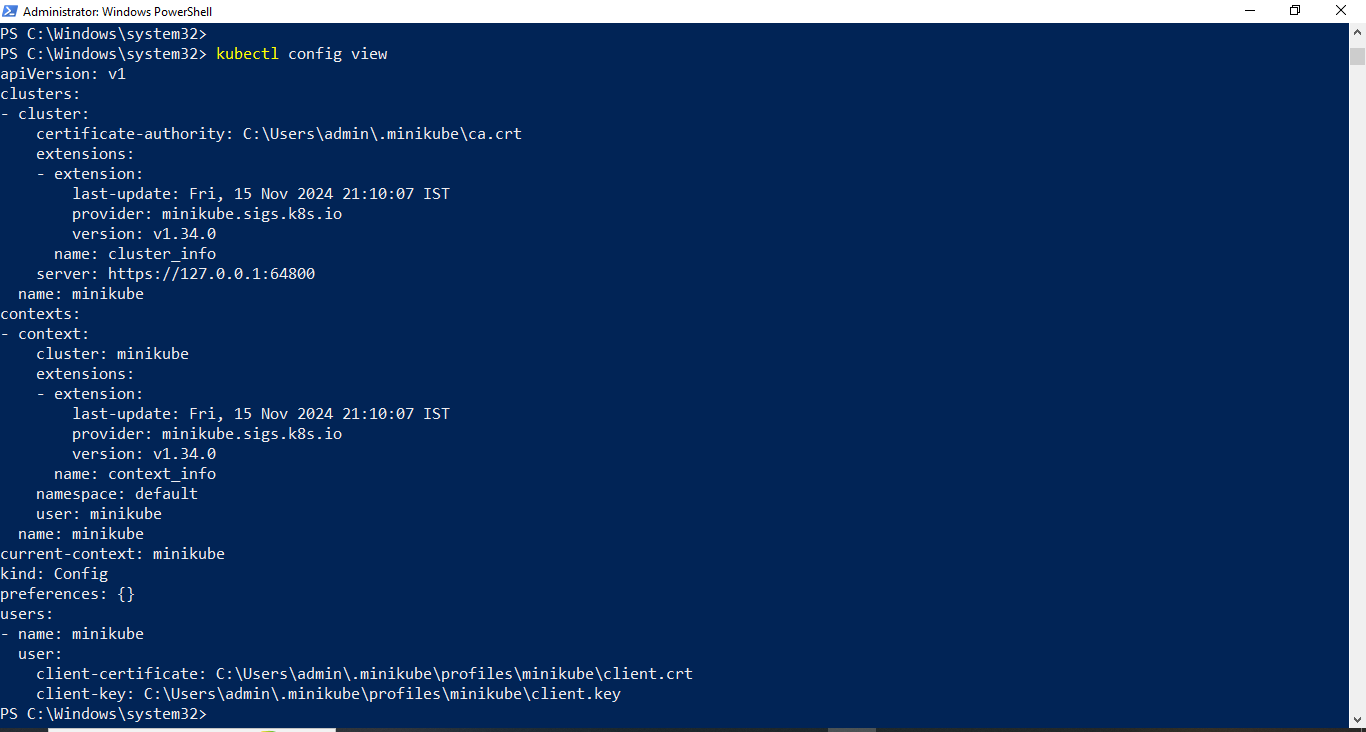 Administrator: Windows PowerShell
PS C:\Windows\system32>
PS C:\Windows\system32> kubectl config view
apiVersion: v1
clusters:
- cluster:
    certificate-authority: C:\Users\admin\.minikube\ca.crt
    extensions:
    - extension:
        last-update: Fri, 15 Nov 2024 21:10:07 IST
        provider: minikube.sigs.k8s.io
        version: v1.34.0
      name: cluster_info
    server: https://127.0.0.1:64800
  name: minikube
contexts:
- context:
    cluster: minikube
    extensions:
    - extension:
        last-update: Fri, 15 Nov 2024 21:10:07 IST
        provider: minikube.sigs.k8s.io
        version: v1.34.0
      name: context_info
    namespace: default
    user: minikube
  name: minikube
current-context: minikube
kind: Config
preferences: {}
users:
- name: minikube
  user:
    client-certificate: C:\Users\admin\.minikube\profiles\minikube\client.crt
    client-key: C:\Users\admin\.minikube\profiles\minikube\client.key
PS C:\Windows\system32>